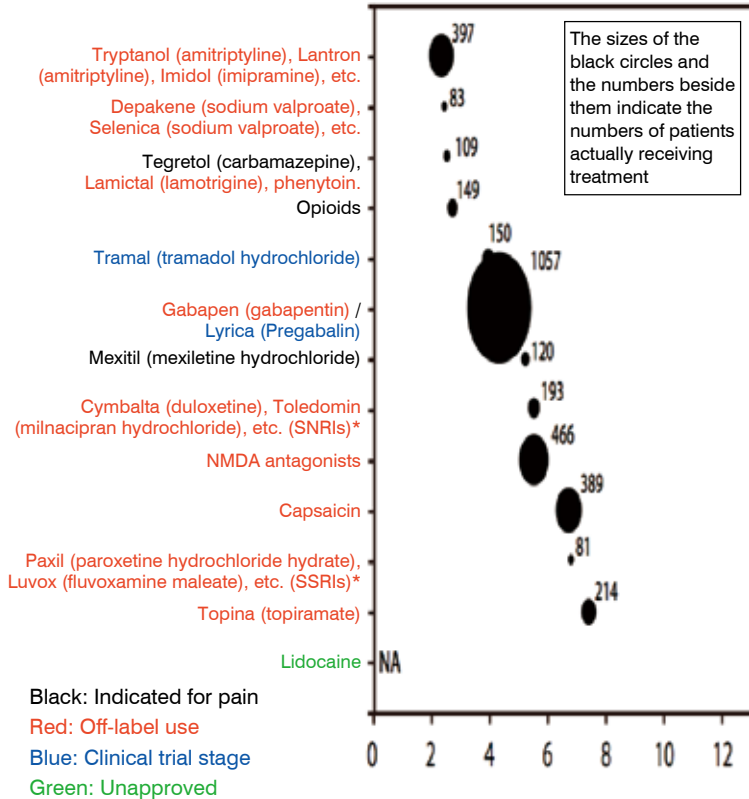 397
Tryptanol (amitriptyline), Lantron
(amitriptyline), Imidol (imipramine), etc.
The sizes of the
black circles and
the numbers beside
them indicate the
numbers of patients
actually receiving
treatment
83
Depakene (sodium valproate),
Selenica (sodium valproate), etc.
109
Tegretol (carbamazepine),
Lamictal (lamotrigine), phenytoin.
149
Opioids
150
Tramal (tramadol hydrochloride)
1057
Gabapen (gabapentin) /
Lyrica (Pregabalin)
120
Mexitil (mexiletine hydrochloride)
193
Cymbalta (duloxetine), Toledomin
(milnacipran hydrochloride), etc. (SNRIs)*
466
NMDA antagonists
389
Capsaicin
81
Paxil (paroxetine hydrochloride hydrate),
Luvox (fluvoxamine maleate), etc. (SSRIs)*
214
Topina (topiramate)
Lidocaine
NA
Black: Indicated for pain
Red: Off-label use
Blue: Clinical trial stage
Green: Unapproved
0 2 4 6 8 10 12